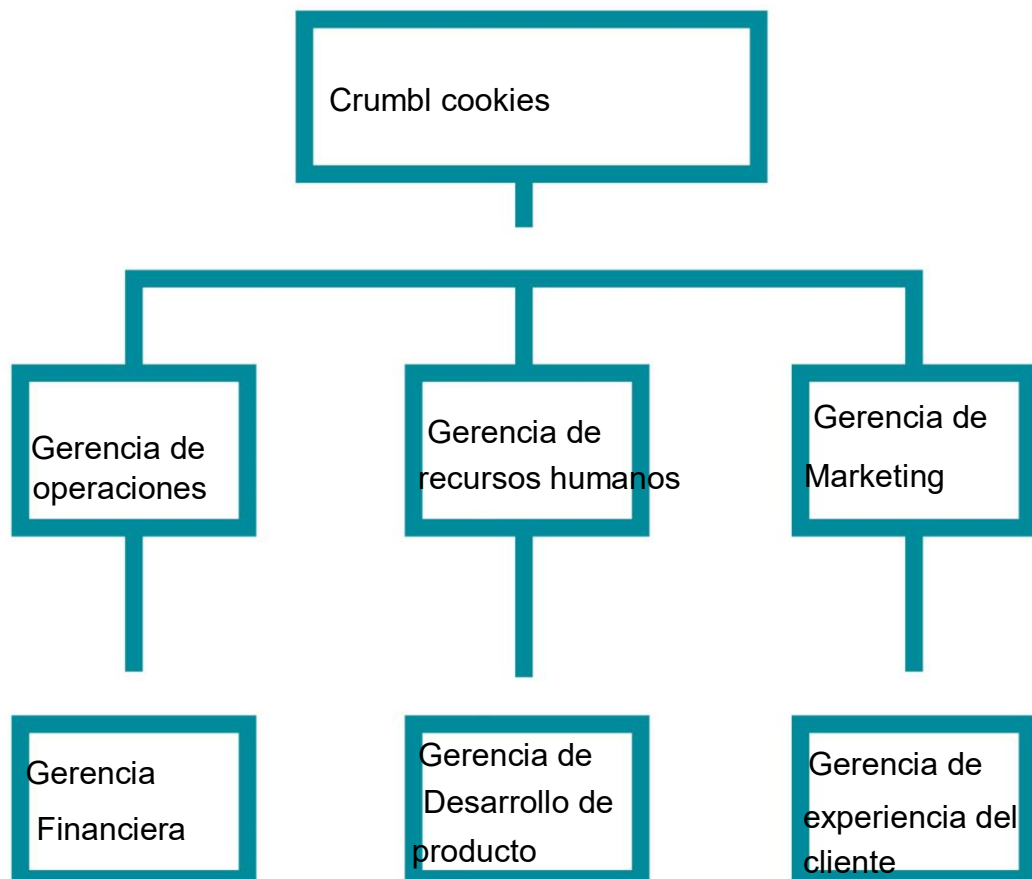 Crumbl cookies
Gerencia de
operaciones
Gerencia de
recursos humanos
Gerencia de
Marketing
Gerencia
Financiera
Gerencia de
Desarrollo de
producto
Gerencia de
experiencia del
cliente